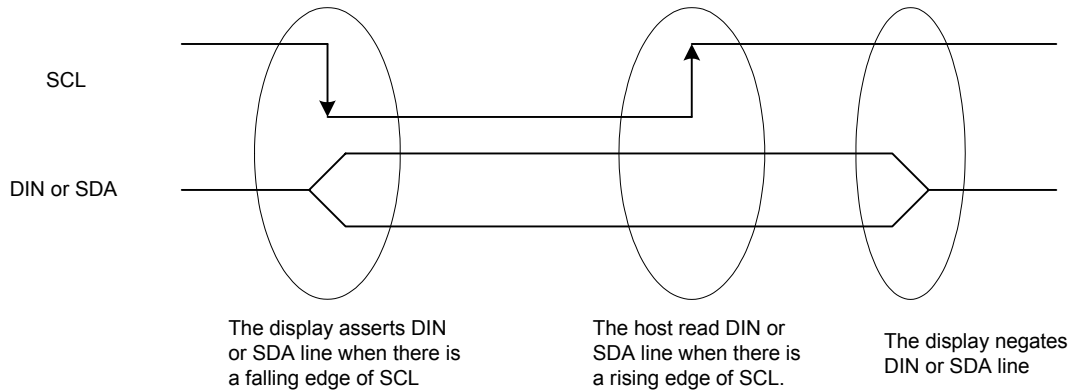 SCL
DIN or SDA
The display asserts DIN
or SDA line when there is
a falling edge of SCL
The host read DIN or
SDA line when there is
a rising edge of SCL.
The display negates
DIN or SDA line